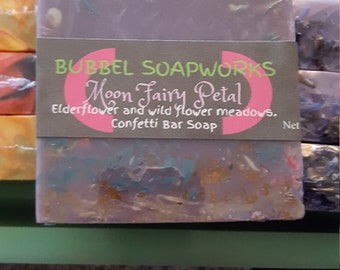 BUBBEL SOAPWORKS
Moon Fairy Petal
Elderflower and wild flower meadows.
Confetti Bar Soap
Net